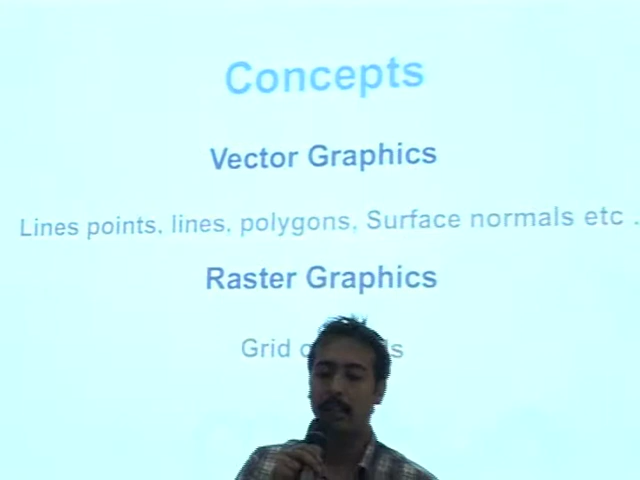 Concepts
Vector Graphics
Lines points, lines, polygons, Surface normals etc .
Raster Graphics
Grid